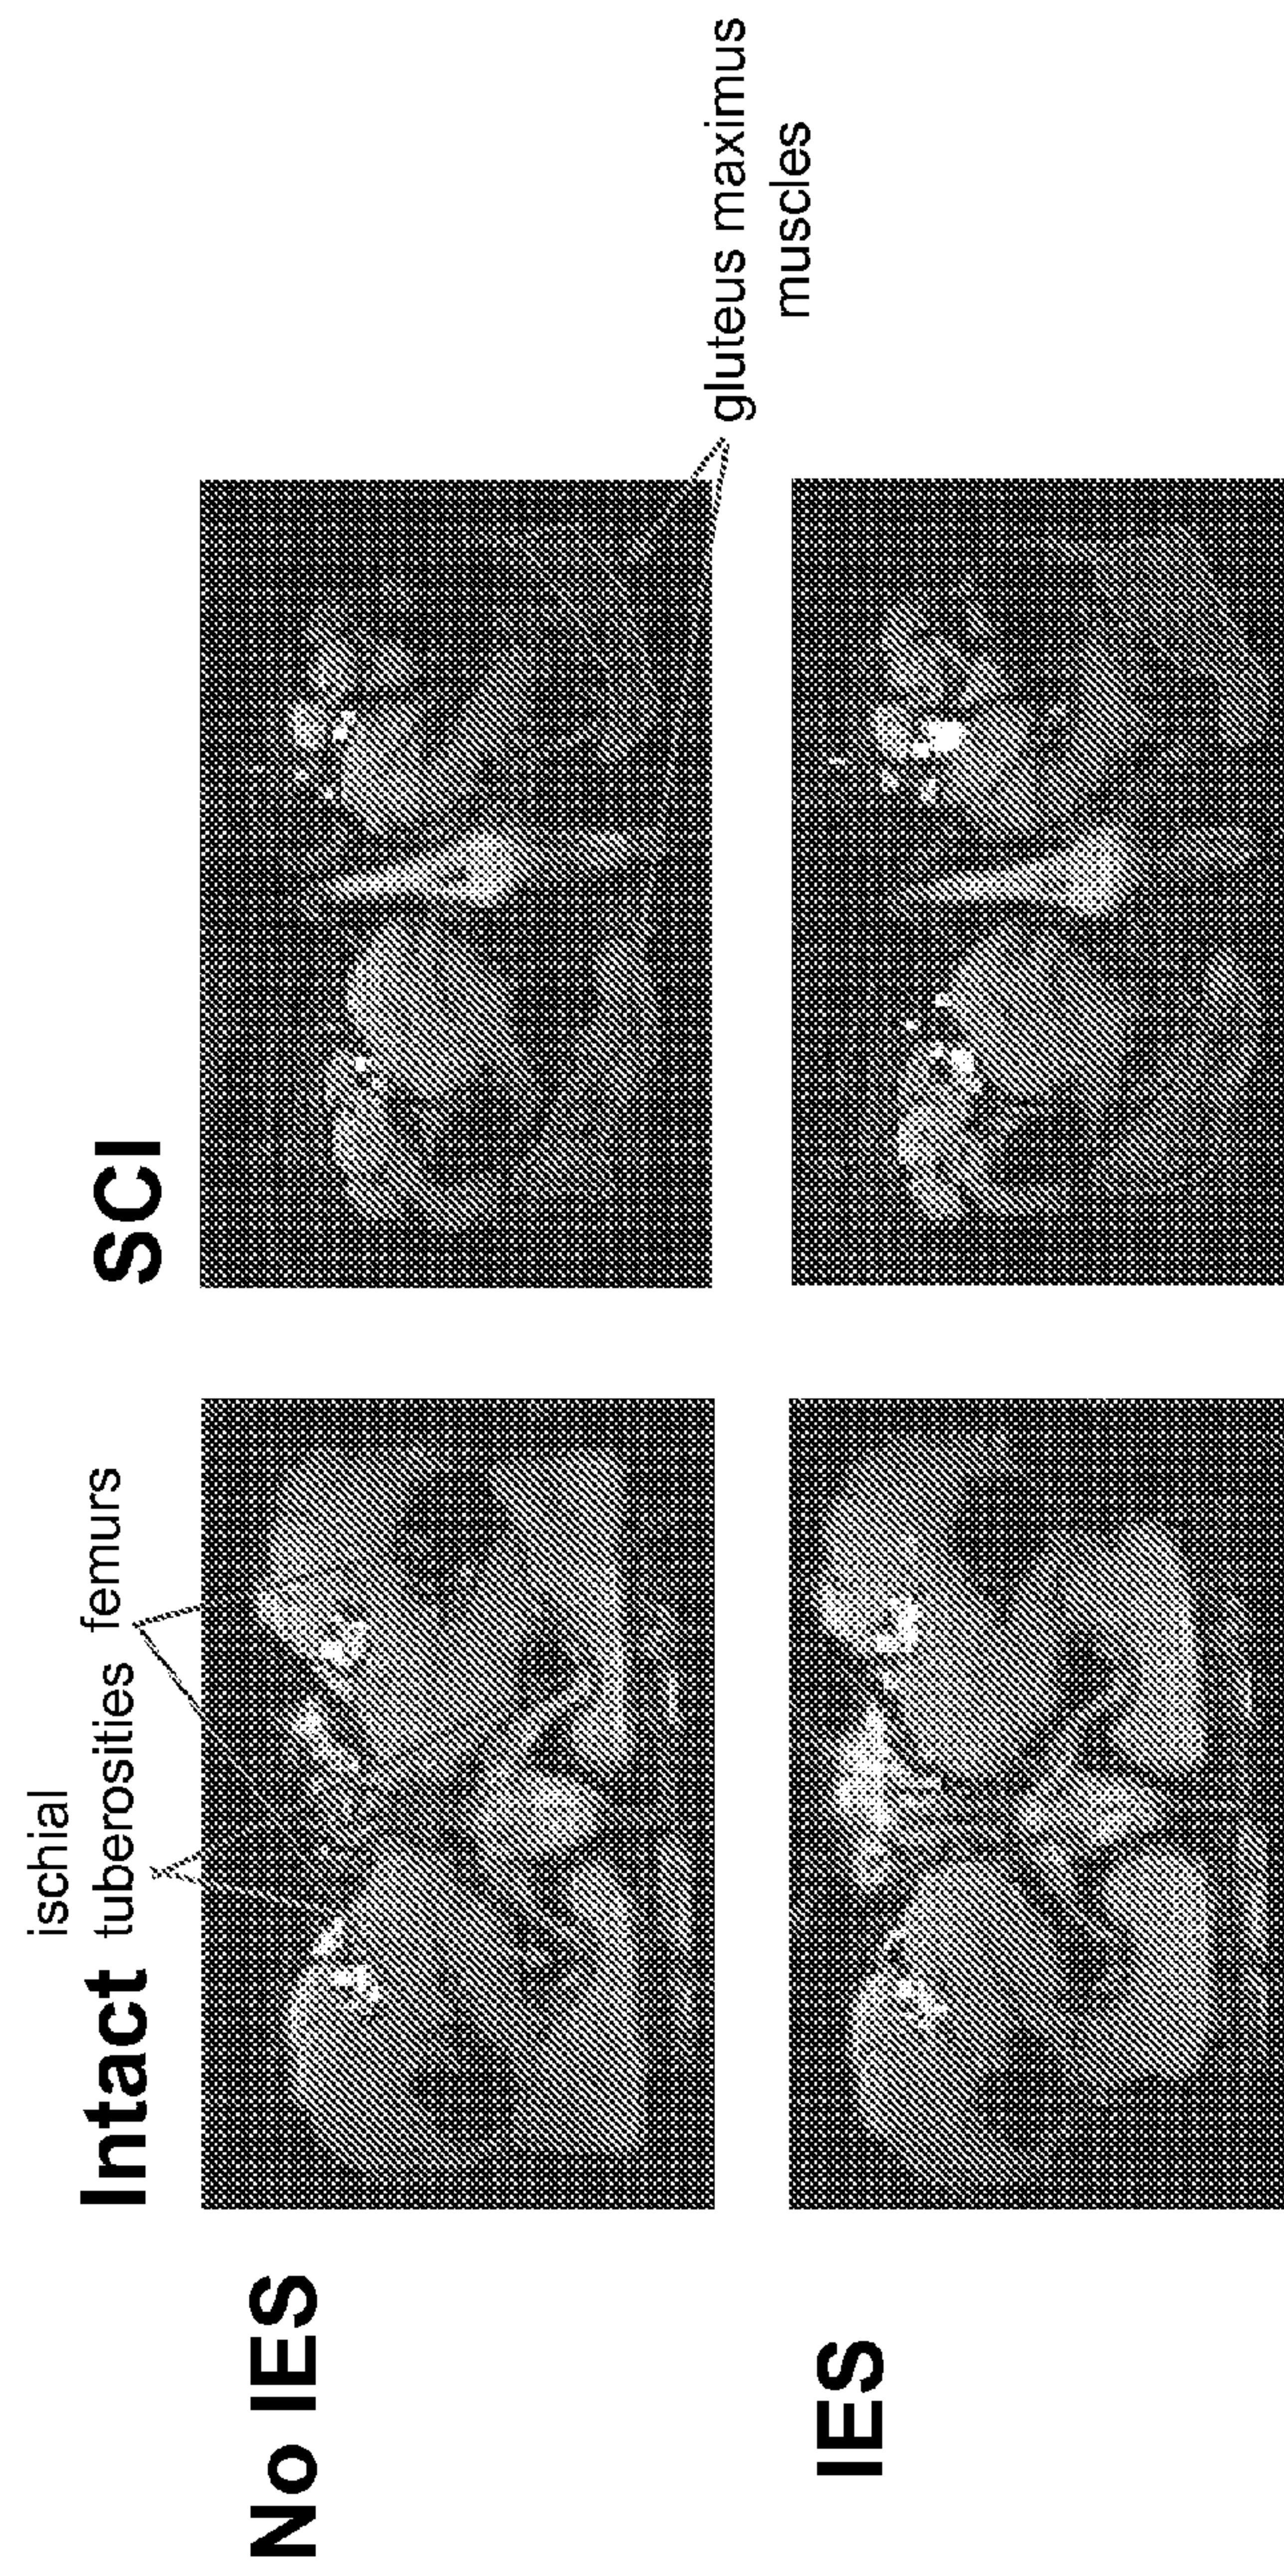 Intact
ischial
tuberosities
femurs
SCI
No IES
gluteus maximus
muscles
IES